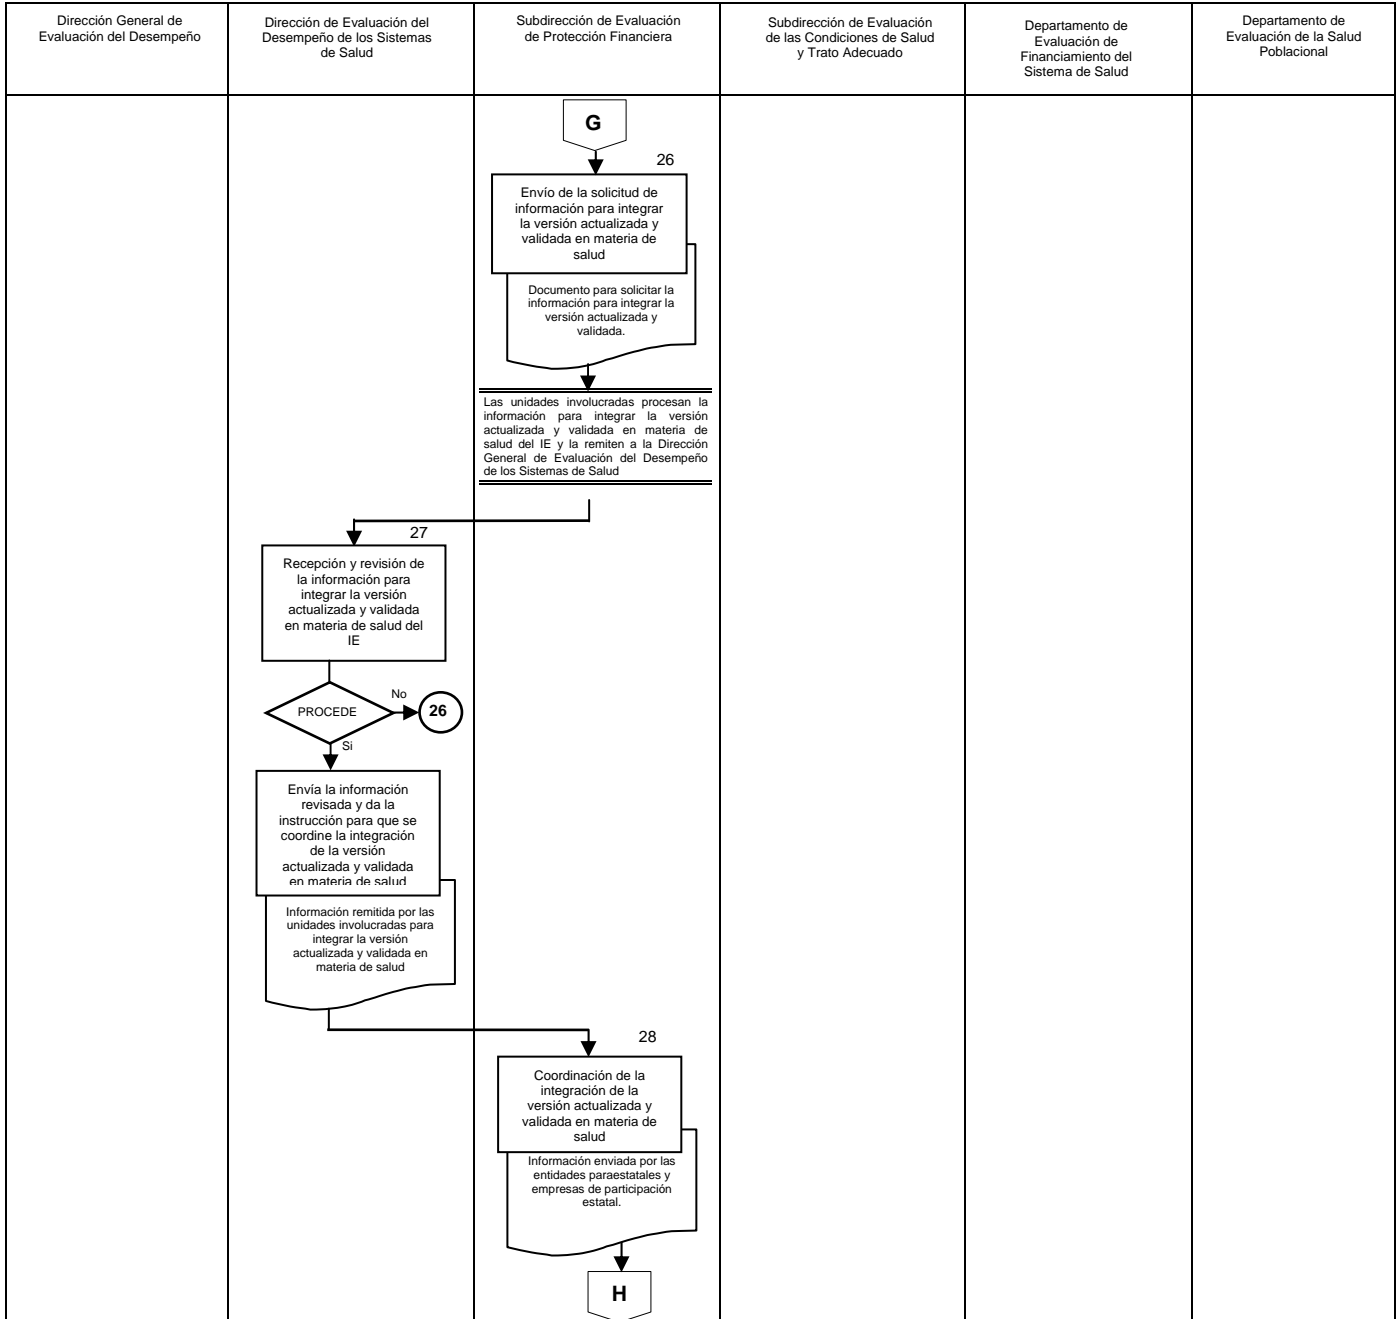 Dirección General de
Evaluación del Desempeño
Dirección de Evaluación del
Desempeño de los Sistemas
de Salud
Subdirección de Evaluación
de Protección Financiera
Subdirección de Evaluación
de las Condiciones de Salud
y Trato Adecuado
Departamento de
Evaluación de
Financiamiento del
Sistema de Salud
Departamento de
Evaluación de la Salud
Poblacional
G
26
Envío de la solicitud de
información para integrar
la versión actualizada y
validada en materia de
salud
Documento para solicitar la
información para integrar la
versión actualizada y
validada.
Las unidades involucradas procesan la
información para integrar la versión
actualizada y validada en materia de
salud del IE y la remiten a la Dirección
General de Evaluación del Desempeño
de los Sistemas de Salud
27
Recepción y revisión de
la información para
integrar la versión
actualizada y validada
en materia de salud del
IE
PROCEDE
No
26
Si
Envía la información
revisada y da la
instrucción para que se
coordine la integración
de la versión
actualizada y validada
en materia de salud
Información remitida por las
unidades involucradas para
integrar la versión
actualizada y validada en
materia de salud
28
Coordinación de la
integración de la
versión actualizada y
validada en materia de
salud
Información enviada por las
entidades paraestatales y
empresas de participación
estatal.
H